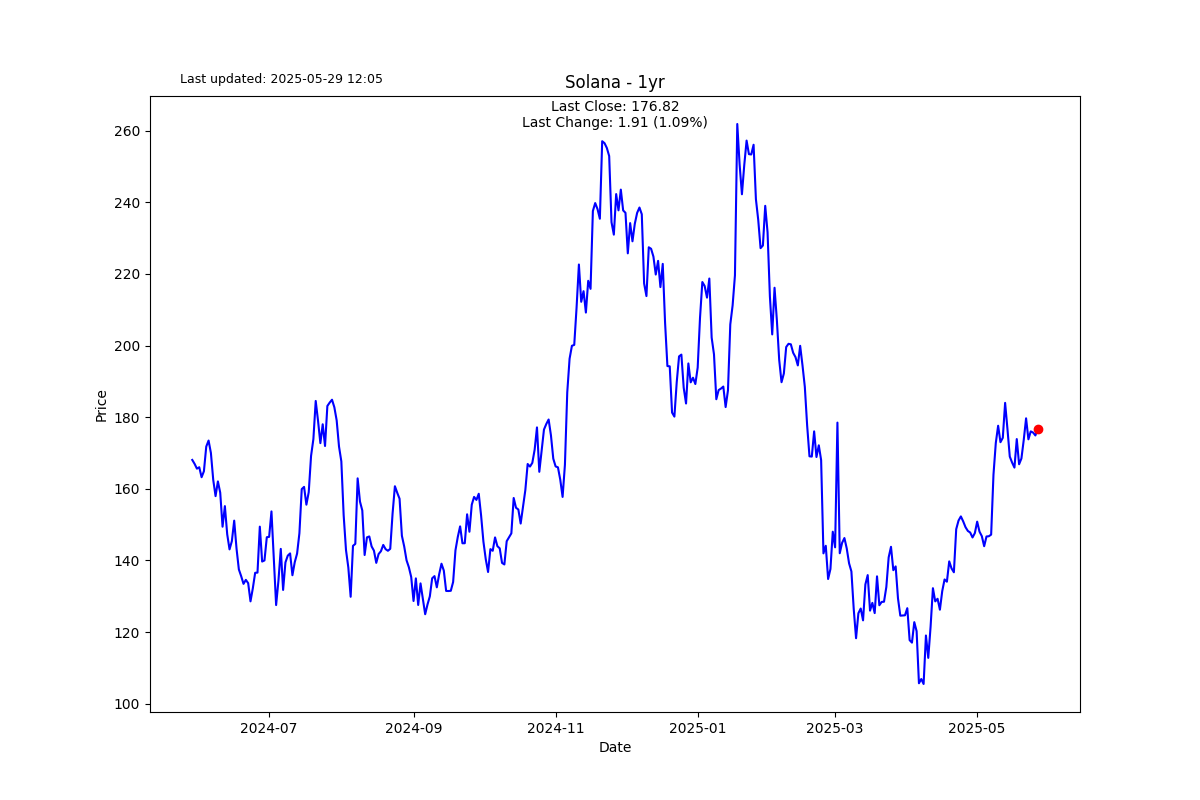 Last updated: 2025-05-29 12:05
Solana - 1yr
Last Close: 176.82
Last Change: 1.91 (1.09%)
260
240
220
200
180
160
140
120
100
Price
2024-07 2024-09 2024-11 2025-01 2025-03 2025-05
Date